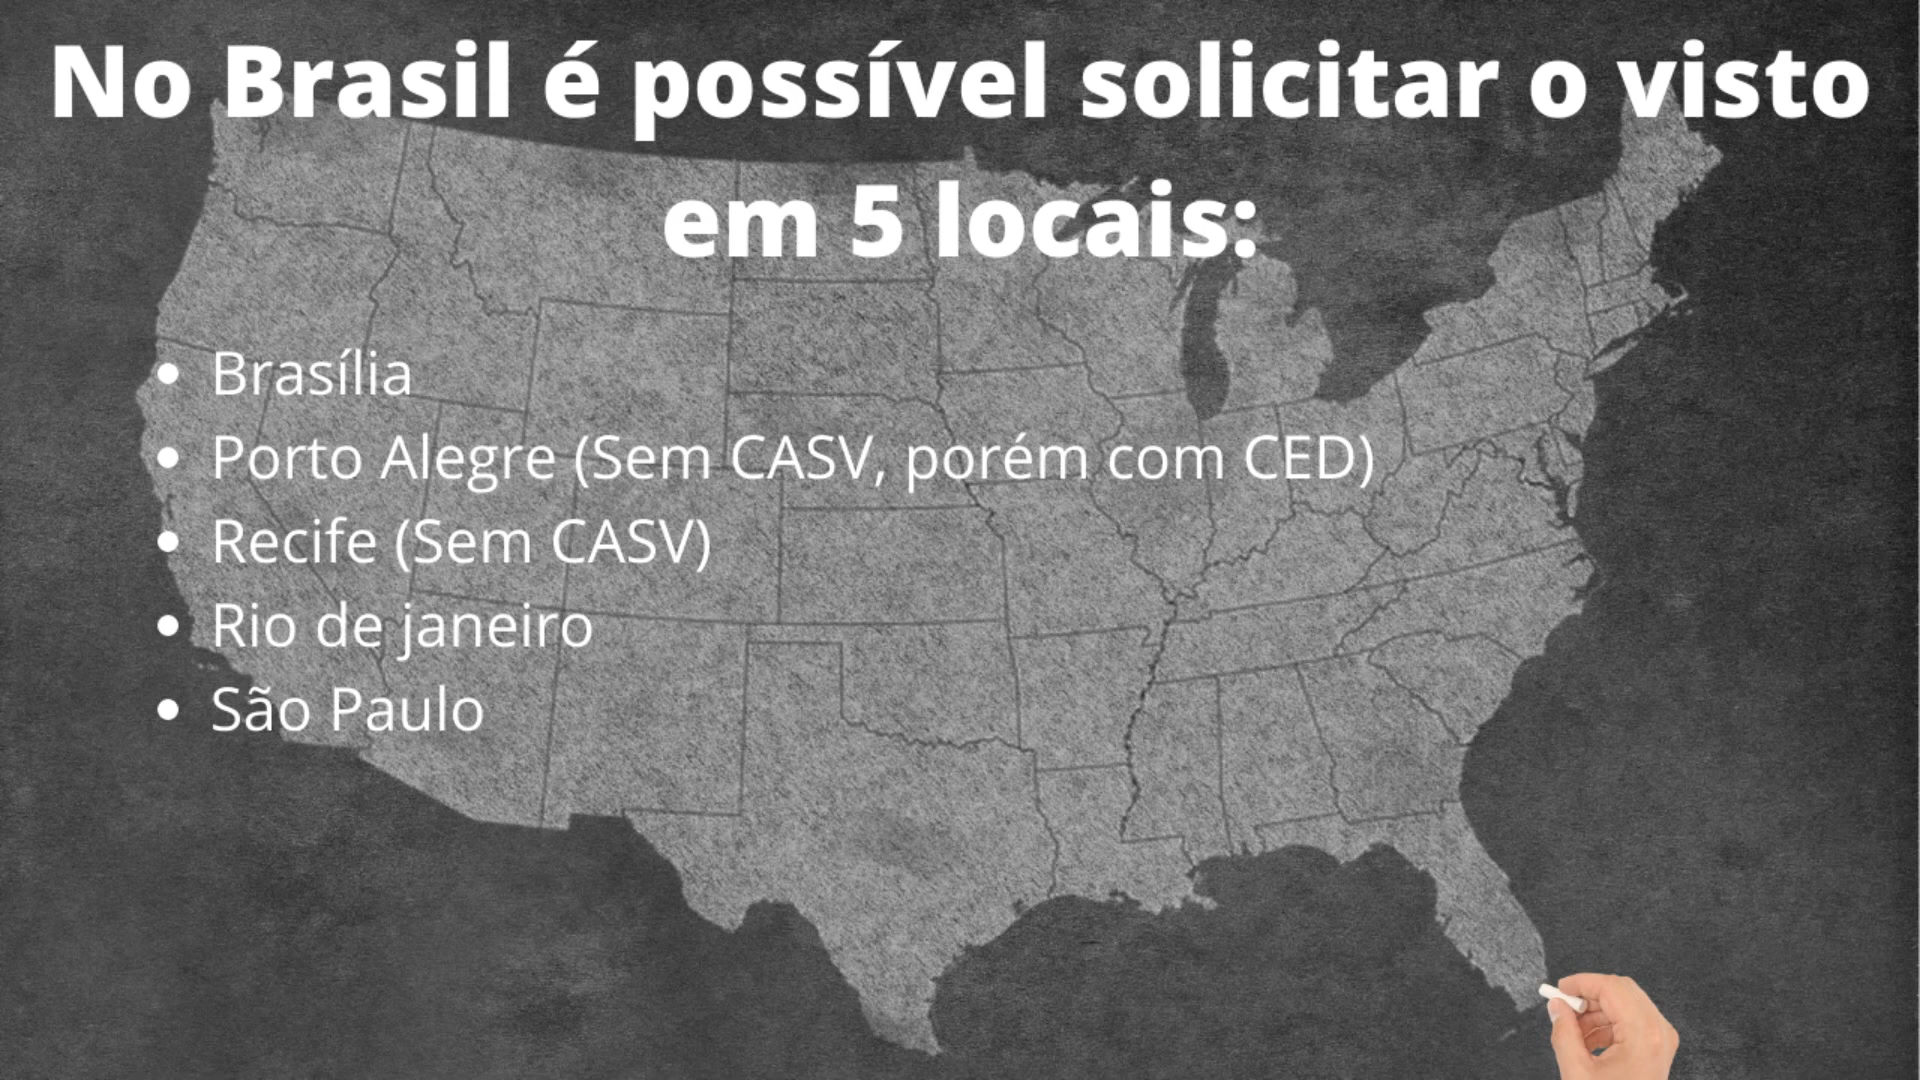 No Brasil é possível solicitar o visto
em 5 locais:
• Brasília
• Porto Alegre (Sem CASV, porém com CED)
• Recife (Sem CASV)
• Rio de janeiro
• São Paulo